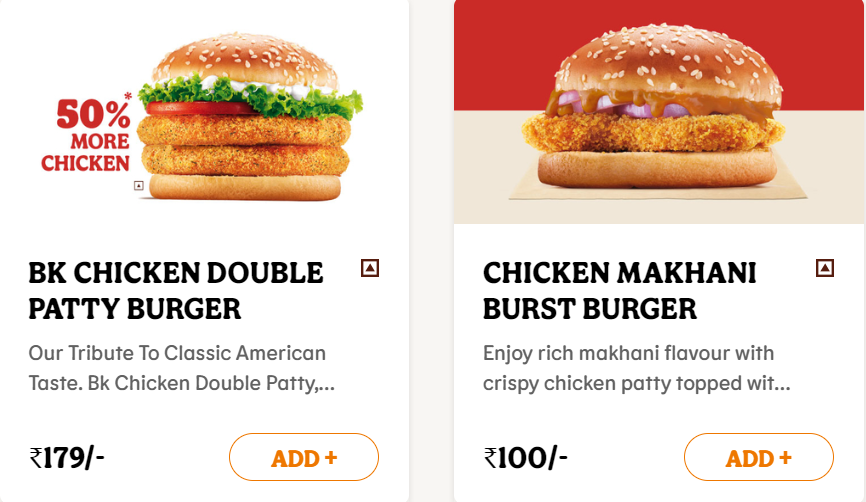 50%*
MORE
CHICKEN
BK CHICKEN DOUBLE
PATTY BURGER
Our Tribute To Classic American
Taste. Bk Chicken Double Patty,...
₹179/-
ADD +
CHICKEN MAKHANI
BURST BURGER
Enjoy rich makhani flavour with
crispy chicken patty topped wit...
₹100/-
ADD +